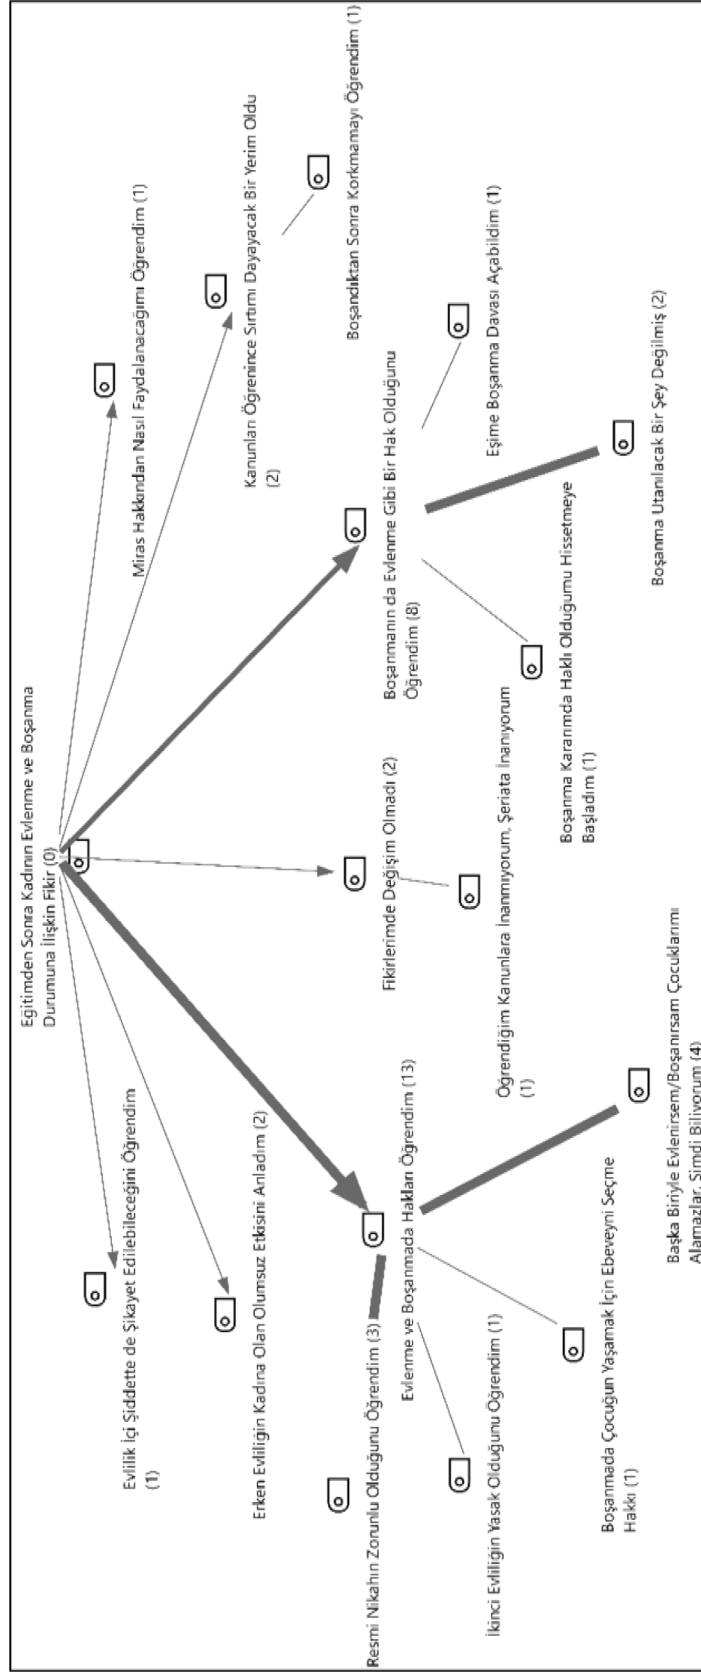 Eğitimden Sonra Kadının Evlenme ve Boşanma
Durumuna İlişkin Fikir (0)
Evlilik İçi Şiddette de Şikayet Edilebileceğini Öğrendim
(1)
Miras Hakkından Nasıl Faydalanacağımı Öğrendim (1)
Erken Evliliğin Kadına Olan Olumsuz Etkisini Anladım (2)
Kanunları Öğrenince Sırtımı Dayayacak Bir Yerim Oldu
(2)
Boşandıktan Sonra Korkmamayı Öğrendim (1)
Resmi Nikahın Zorunlu Olduğunu Öğrendim (3)
Evlenme ve Boşanmada Hakları Öğrendim (13)
Fikirlerimde Değişim Olmadı (2)
Boşanmanın da Evlenme Gibi Bir Hak Olduğunu
Öğrendim (8)
İkinci Evliliğin Yasak Olduğunu Öğrendim (1)
Öğrendiğim Kanunlara İnanmıyorum, Şeriata İnanıyorum
(1)
Eşime Boşanma Davası Açabildim (1)
Boşanma Kararımda Haklı Olduğumu Hissetmeye
Başladım (1)
Boşanmada Çocuğun Yaşamak İçin Ebeveyni Seçme
Hakkı (1)
Boşanma Utanılacak Bir Şey Değilmiş (2)
Başka Biriyle Evlenirsem/Boşanırsam Çocuklarımı
Alamazlar, Şimdi Biliyorum (4)